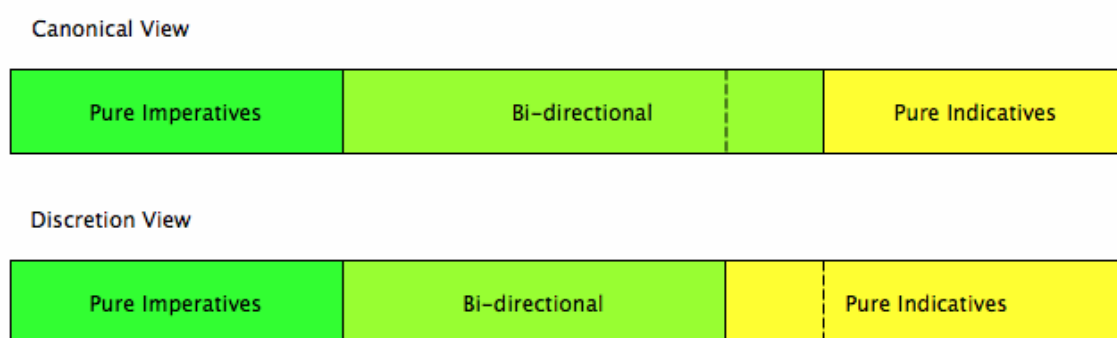 Canonical View
Pure Imperatives Bi-directional Pure Indicatives
Discretion View
Pure Imperatives Bi-directional Pure Indicatives